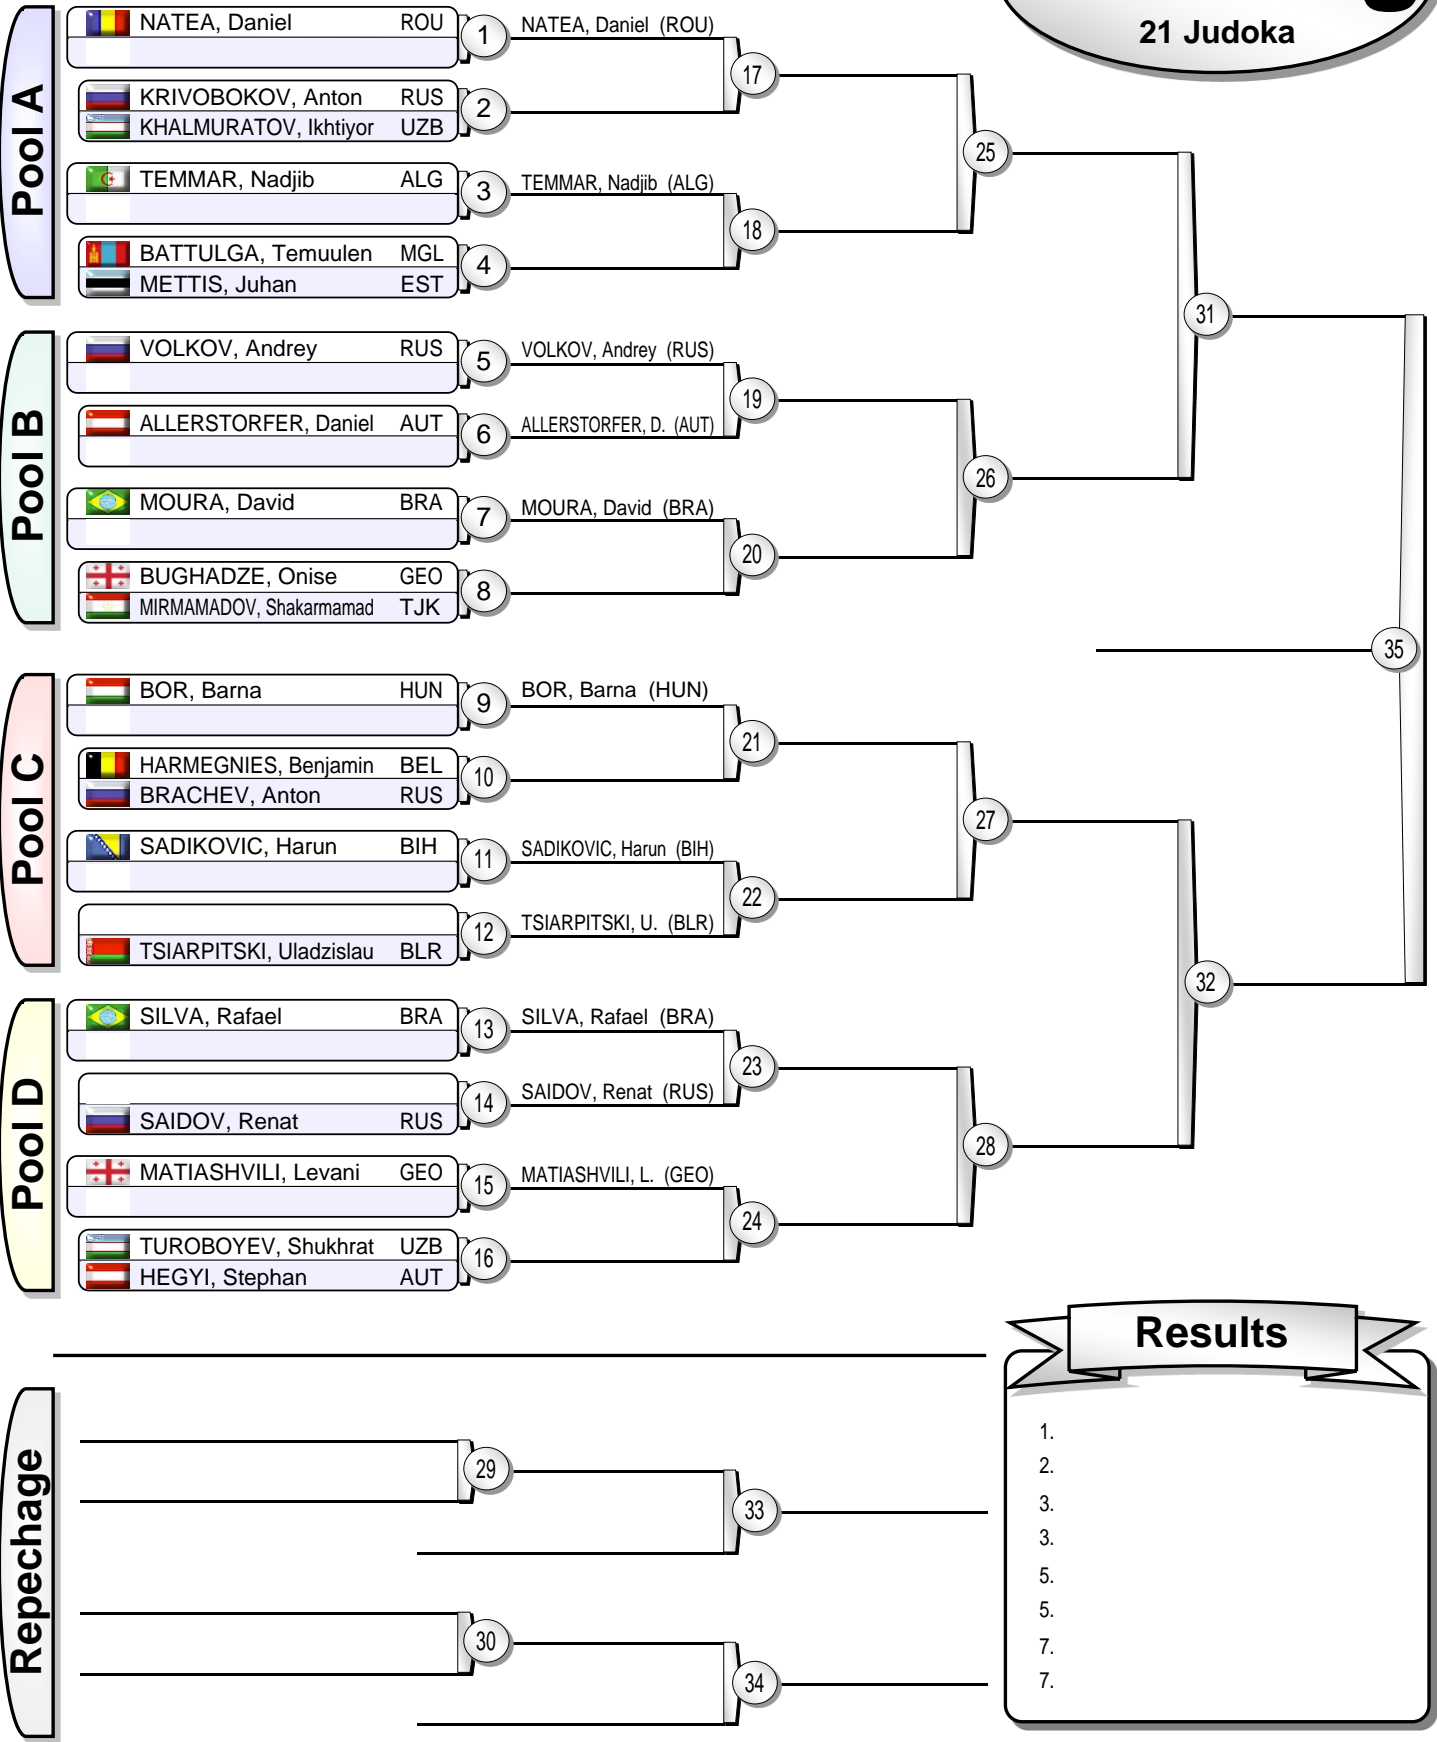 21 Judoka
Pool A
NATEA, Daniel ROU
1
NATEA, Daniel (ROU)
17
KRIVOBOKOV, Anton RUS
2
KHALMURATOV, Ikhtiyor UZB
25
TEMMAR, Nadjib ALG
3
TEMMAR, Nadjib (ALG)
18
BATTULGA, Temuulen MGL
4
METTIS, Juhan EST
31
Pool B
VOLKOV, Andrey RUS
5
VOLKOV, Andrey (RUS)
19
ALLERSTORFER, Daniel AUT
6
ALLERSTORFER, D. (AUT)
26
MOURA, David BRA
7
MOURA, David (BRA)
20
BUGHADZE, Onise GEO
8
MIRMAMADOV, Shakarmamad TJK
35
Pool C
BOR, Barna HUN
9
BOR, Barna (HUN)
21
HARMEGNIES, Benjamin BEL
10
BRACHEV, Anton RUS
27
SADIKOVIC, Harun BIH
11
SADIKOVIC, Harun (BIH)
22
12
TSIARPITSKI, U. (BLR)
TSIARPITSKI, Uladzislau BLR
32
Pool D
SILVA, Rafael BRA
13
SILVA, Rafael (BRA)
23
14
SAIDOV, Renat (RUS)
SAIDOV, Renat RUS
28
MATIASHVILI, Levani GEO
15
MATIASHVILI, L. (GEO)
24
TUROBOYEV, Shukhrat UZB
16
HEGYI, Stephan AUT
Repechage
29
33
30
34
Results
1.
2.
3.
3.
5.
5.
7.
7.